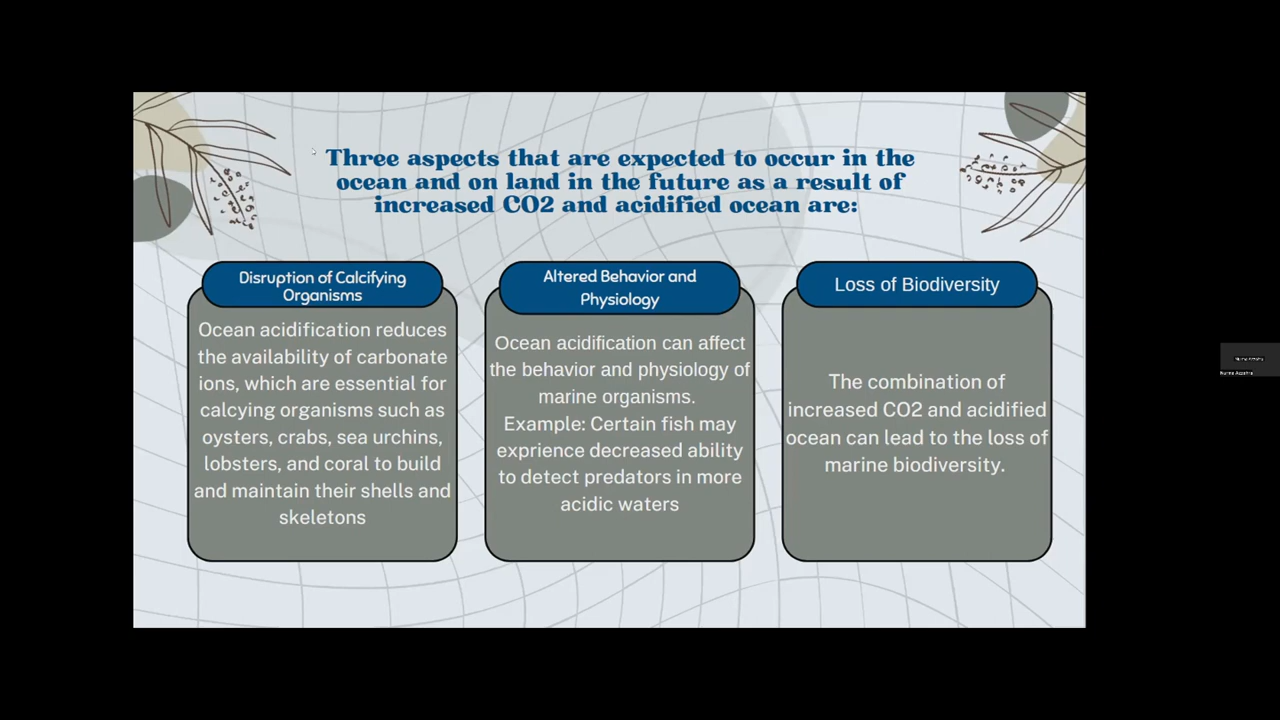 Three aspects that are expected to occur in the
ocean and on land in the future as a result of
increased CO2 and acidified ocean are:
Disruption of Calcifying
Organisms
Ocean acidification reduces
the availability of carbonate
ions, which are essential for
calcying organisms such as
oysters, crabs, sea urchins,
lobsters, and coral to build
and maintain their shells and
skeletons
Altered Behavior and
Physiology
Ocean acidification can affect
the behavior and physiology of
marine organisms.
Example: Certain fish may
exprience decreased ability
to detect predators in more
acidic waters
Loss of Biodiversity
The combination of
increased CO2 and acidified
ocean can lead to the loss of
marine biodiversity.